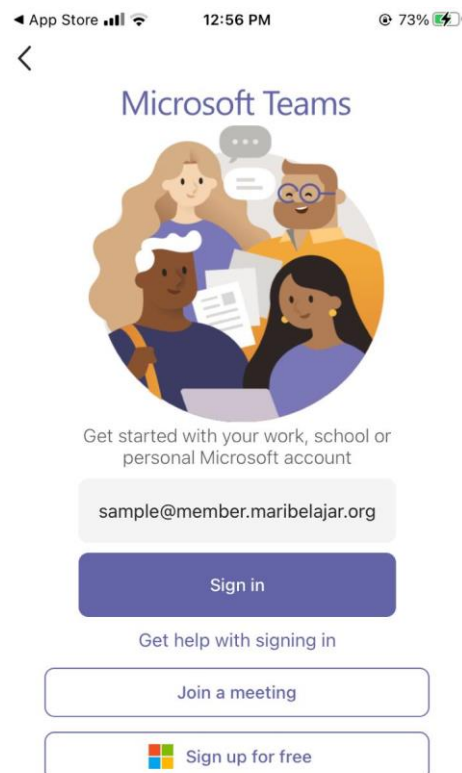 App Store
12:56 PM
73%
Microsoft Teams
Get started with your work, school or
personal Microsoft account
sample@member.maribelajar.org
Sign in
Get help with signing in
Join a meeting
Sign up for free